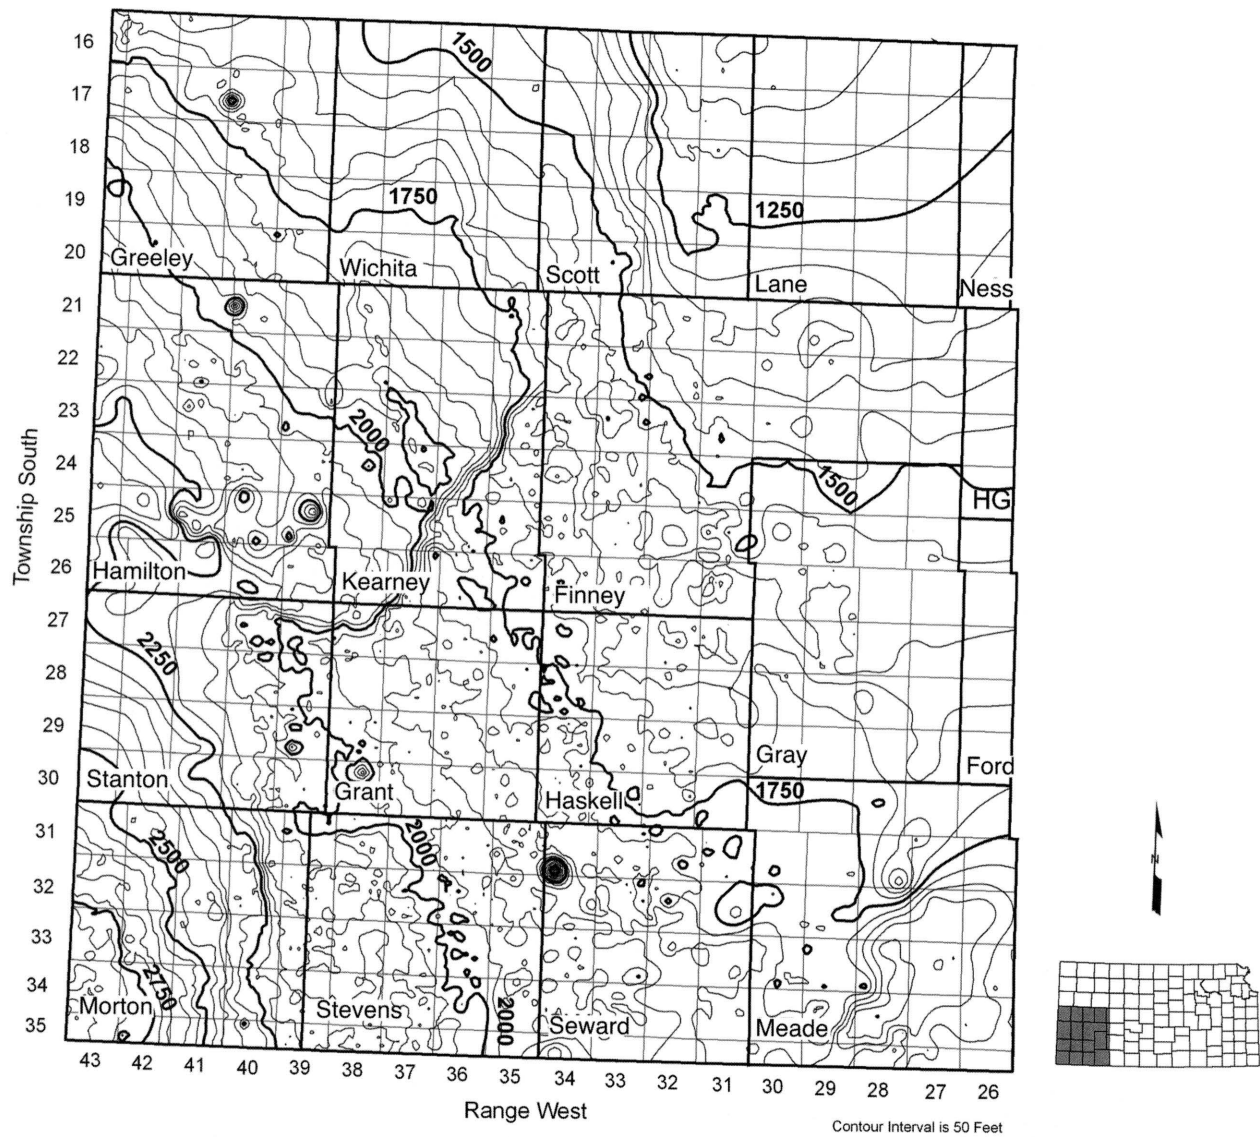 16
17
18
19
20
21
22
23
24
25
26
27
28
29
30
31
32
33
34
35
Township South
1500
1750
1250
Greeley
Wichita
Scott
Lane
Ness
2000
1500
HG
Hamilton
Kearney
Finney
2250
Gray
Ford
Stanton
Grant
Haskell
1750
2500
2000
2750
Morton
Stevens
2000
Seward
Meade
43 42 41 40 39 38 37 36 35 34 33 32 31 30 29 28 27 26
Range West
Contour Interval is 50 Feet
N